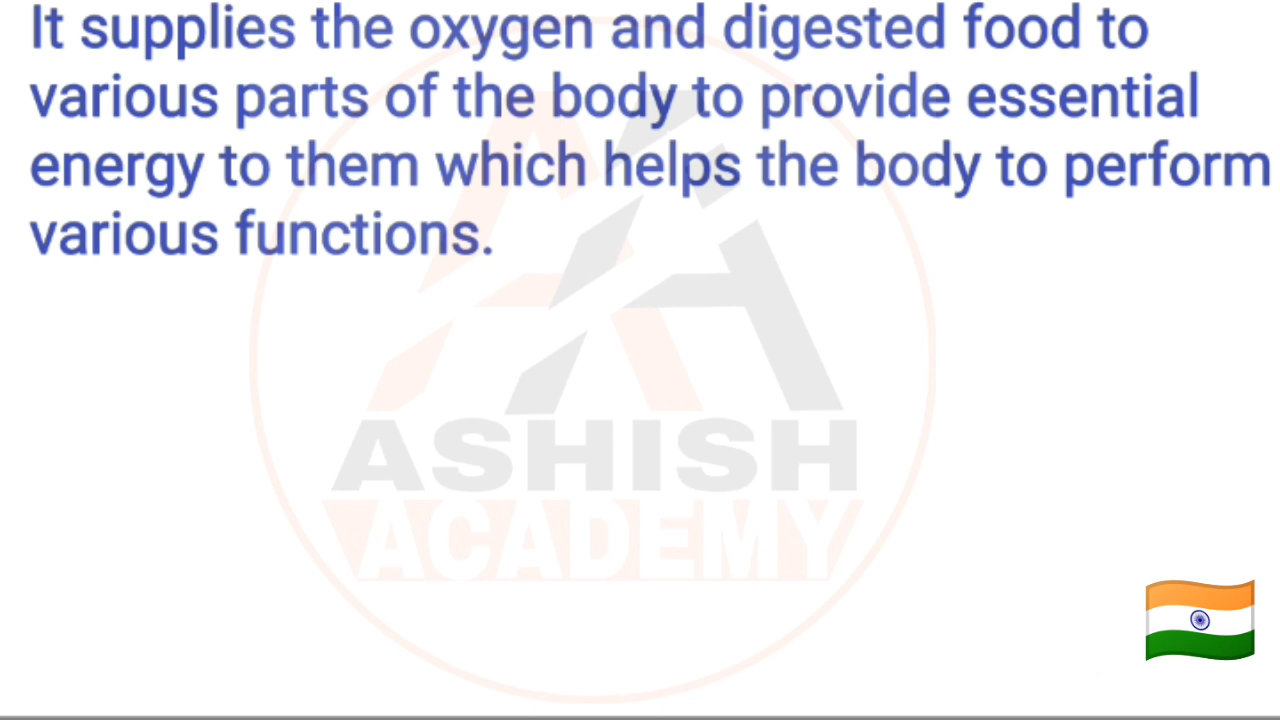 It supplies the oxygen and digested food to
various parts of the body to provide essential
energy to them which helps the body to perform
various functions.
ASHISH
ACADEMY